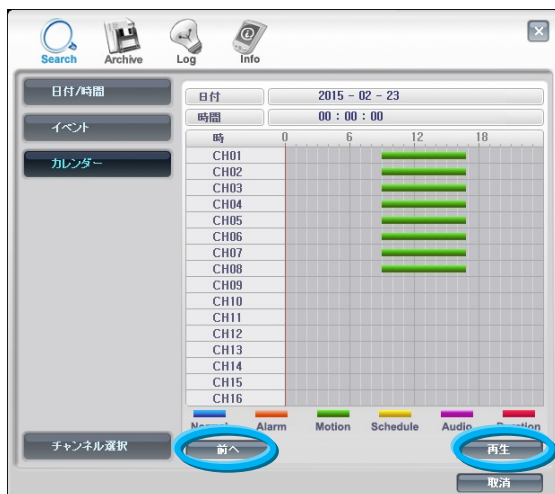 Search Archive Log Info
日付/時間
イベント
カレンダー
チャンネル選択
日付 2015 - 02 - 23
時間 00 : 00 : 00
時 0 6 12 18
CH01
CH02
CH03
CH04
CH05
CH06
CH07
CH08
CH09
CH10
CH11
CH12
CH13
CH14
CH15
CH16
Normal Alarm Motion Schedule Audio Duration
前へ 再生
取消